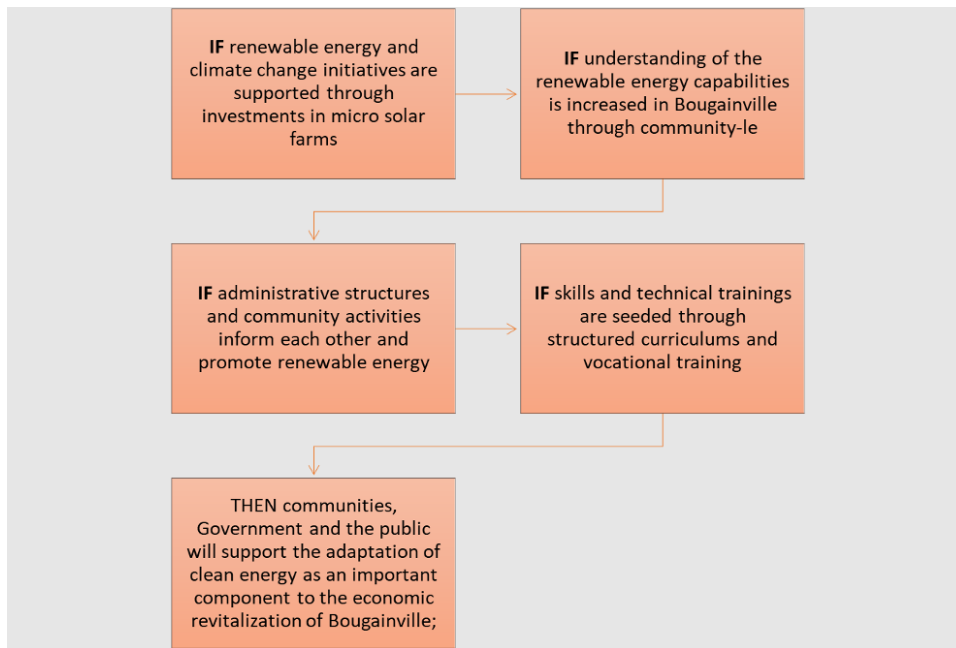 IF renewable energy and
climate change initiatives are
supported through
investments in micro solar
farms
IF understanding of the
renewable energy capabilities
is increased in Bougainville
through community-le
IF administrative structures
and community activities
inform each other and
promote renewable energy
IF skills and technical trainings
are seeded through
structured curriculums and
vocational training
THEN communities,
Government and the public
will support the adaptation of
clean energy as an important
component to the economic
revitalization of Bougainville;